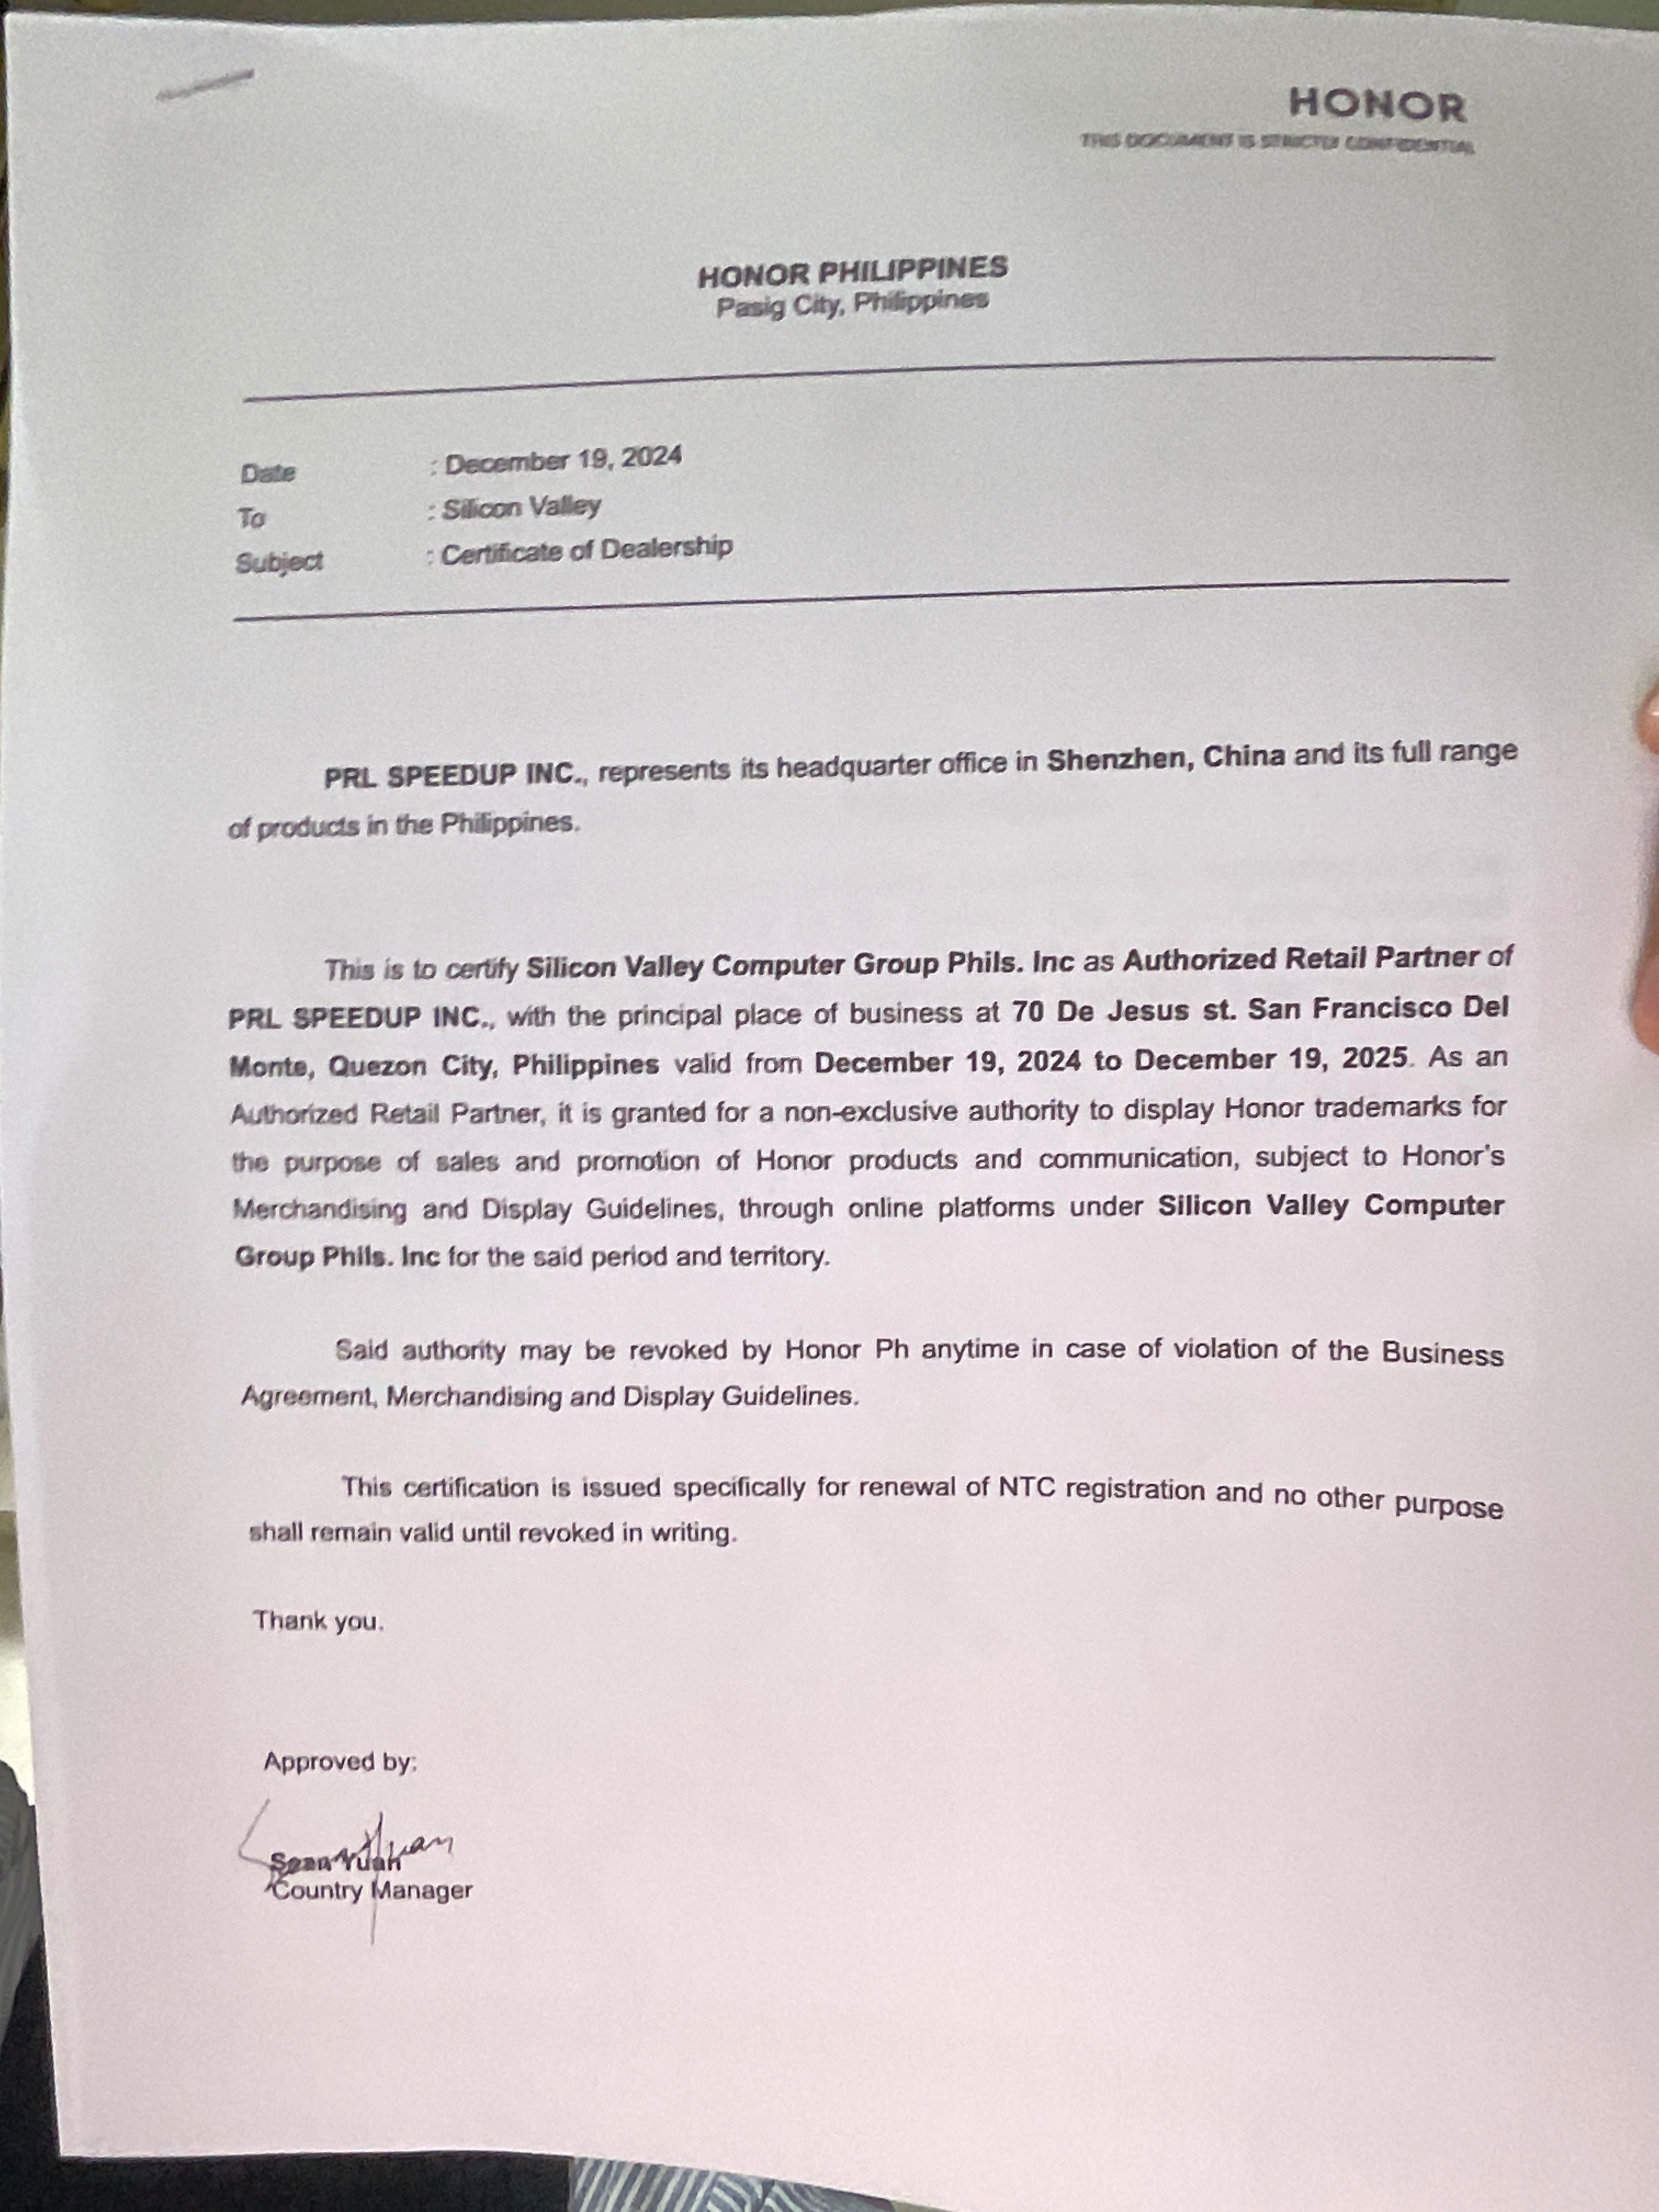 HONOR
THIS DOCUMENT IS STRICTLY CONFIDENTIAL
HONOR PHILIPPINES
Pasig City, Philippines
Date : December 19, 2024
To : Silicon Valley
Subject : Certificate of Dealership
PRL SPEEDUP INC., represents its headquarter office in Shenzhen, China and its full range
of products in the Philippines.
This is to certify Silicon Valley Computer Group Phils. Inc as Authorized Retail Partner of
PRL SPEEDUP INC., with the principal place of business at 70 De Jesus st. San Francisco Del
Monte, Quezon City, Philippines valid from December 19, 2024 to December 19, 2025. As an
Authorized Retail Partner, it is granted for a non-exclusive authority to display Honor trademarks for
the purpose of sales and promotion of Honor products and communication, subject to Honor's
Merchandising and Display Guidelines, through online platforms under Silicon Valley Computer
Group Phils. Inc for the said period and territory.
Said authority may be revoked by Honor Ph anytime in case of violation of the Business
Agreement, Merchandising and Display Guidelines.
This certification is issued specifically for renewal of NTC registration and no other purpose
shall remain valid until revoked in writing.
Thank you.
Approved by:
Sean Yuan
Country Manager